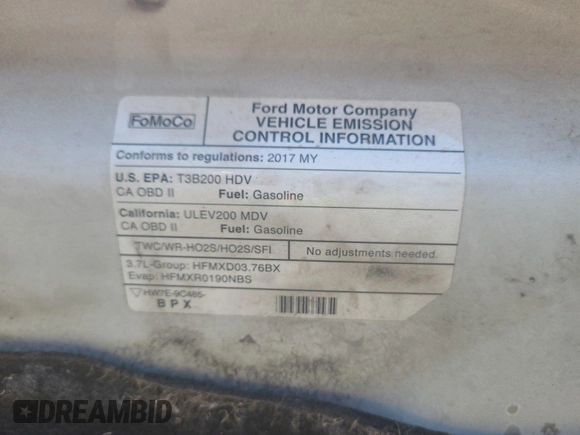 FoMoCo
Ford Motor Company
VEHICLE EMISSION
CONTROL INFORMATION
Conforms to regulations: 2017 MY
U.S. EPA: T3B200 HDV
CA OBD II Fuel: Gasoline
California: ULEV200 MDV
CA OBD II Fuel: Gasoline
TWC/WR-HO2S/HO2S/SFI
No adjustments needed.
3.7L-Group: HFMXD03.76BX
Evap: HFMXR0190NBS
HW7E-9C485-
BPX
DREAMBID